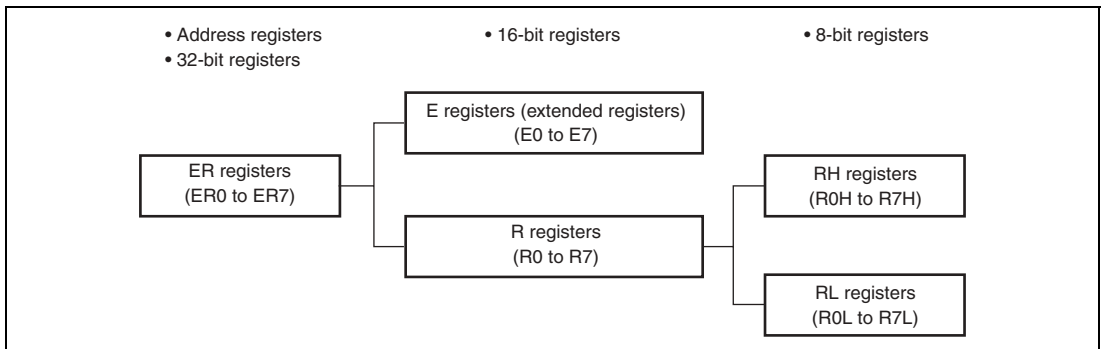 • Address registers
• 32-bit registers
• 16-bit registers
• 8-bit registers
E registers (extended registers)
(E0 to E7)
ER registers
(ER0 to ER7)
RH registers
(R0H to R7H)
R registers
(R0 to R7)
RL registers
(R0L to R7L)